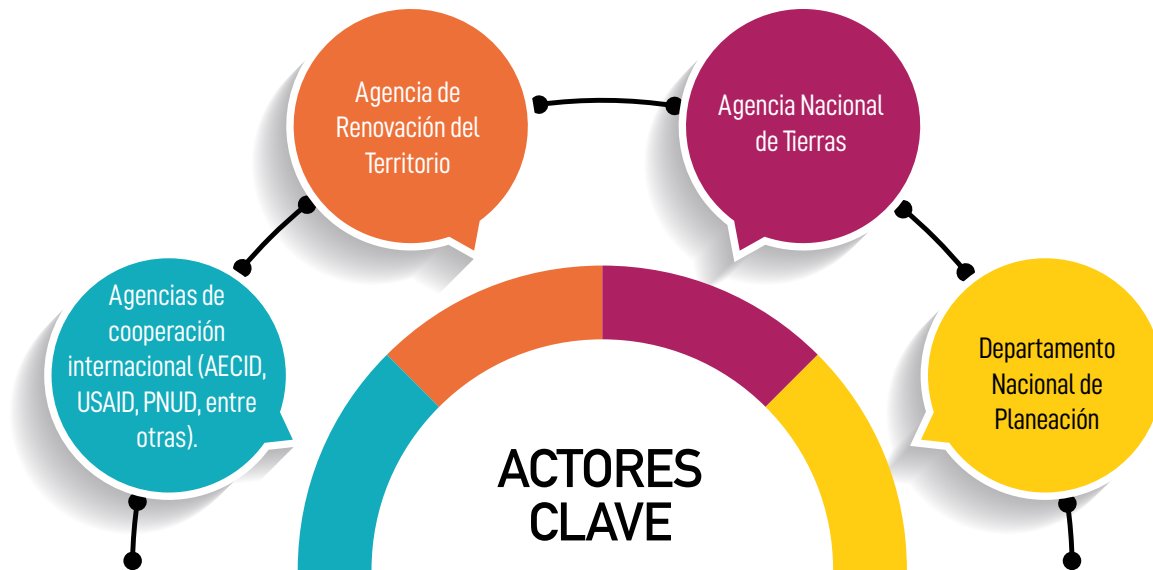 Agencia de
Renovación del
Territorio
Agencia Nacional
de Tierras
Agencias de
cooperación
internacional (AECID,
USAID, PNUD, entre
otras).
Departamento
Nacional de
Planeación
ACTORES
CLAVE